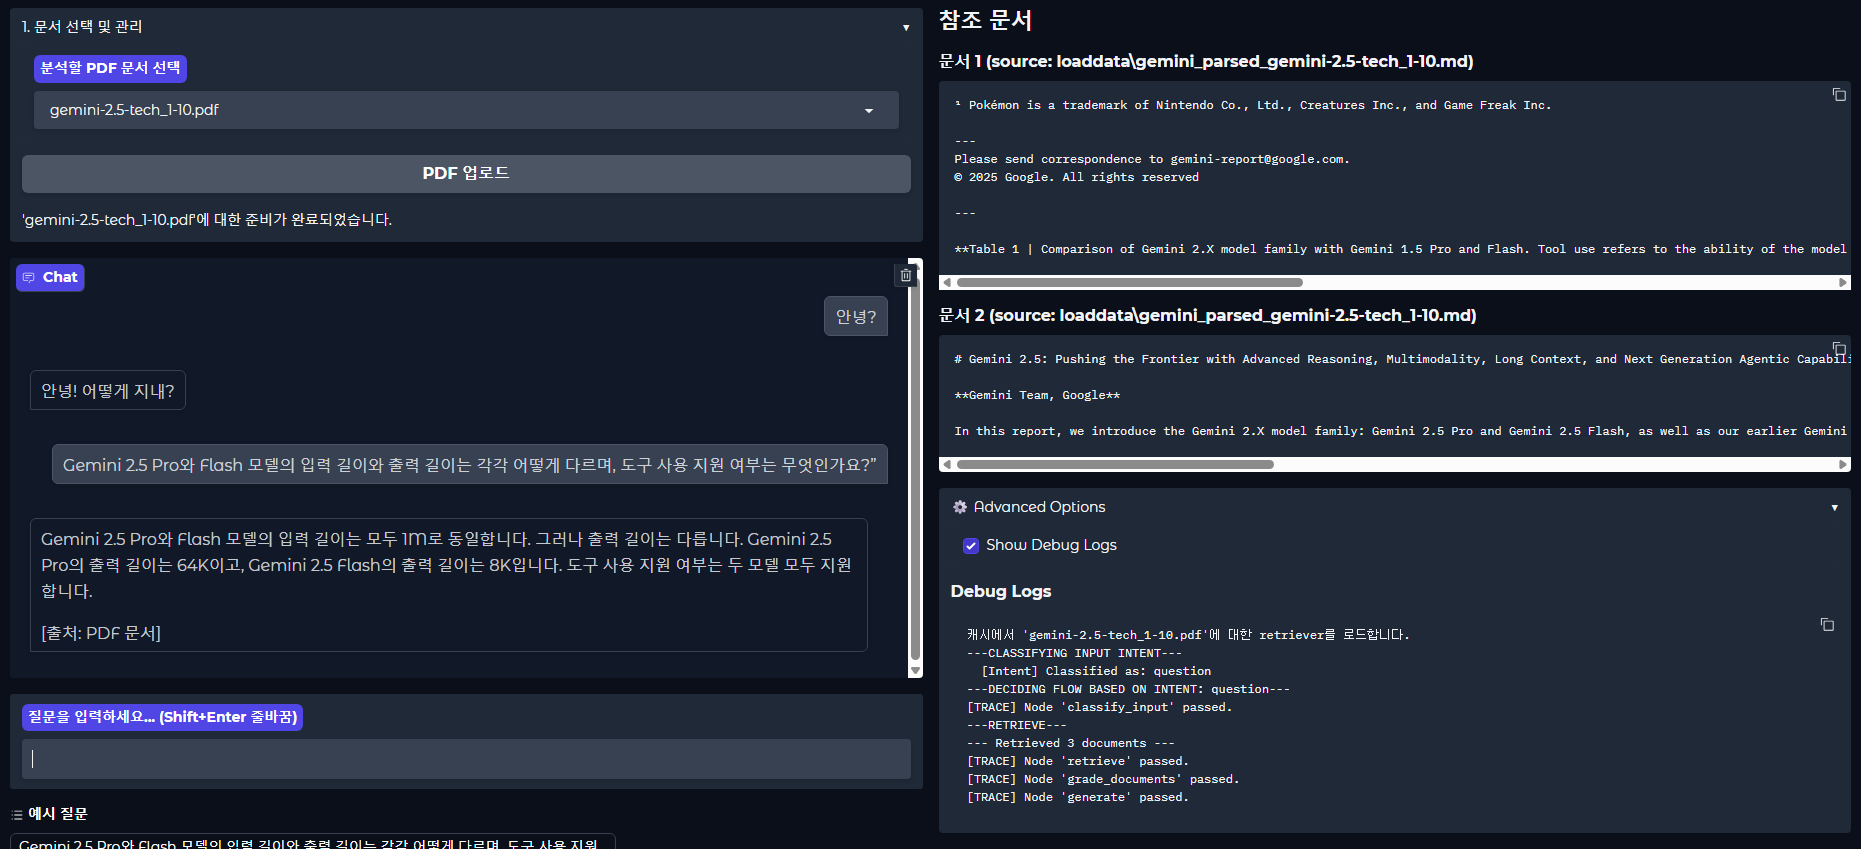 1. 문서 선택 및 관리
분석할 PDF 문서 선택
gemini-2.5-tech_1-10.pdf
PDF 업로드
'gemini-2.5-tech_1-10.pdf'에 대한 준비가 완료되었습니다.
Chat
안녕?
안녕! 어떻게 지내?
Gemini 2.5 Pro와 Flash 모델의 입력 길이와 출력 길이는 각각 어떻게 다르며, 도구 사용 지원 여부는 무엇인가요?”
Gemini 2.5 Pro와 Flash 모델의 입력 길이는 모두 1M로 동일합니다. 그러나 출력 길이는 다릅니다. Gemini 2.5
Pro의 출력 길이는 64K이고, Gemini 2.5 Flash의 출력 길이는 8K입니다. 도구 사용 지원 여부는 두 모델 모두 지원
합니다.
[출처: PDF 문서]
질문을 입력하세요... (Shift+Enter 줄바꿈)
예시 질문
Gemini 2.5 Pro와 Flash 모델의 입력 길이와 출력 길이는 각각 어떻게 다르며, 도구 사용 지원
참조 문서
문서 1 (source: loaddata\gemini_parsed_gemini-2.5-tech_1-10.md)
¹ Pokémon is a trademark of Nintendo Co., Ltd., Creatures Inc., and Game Freak Inc.
---
Please send correspondence to gemini-report@google.com.
© 2025 Google. All rights reserved
---
**Table 1 | Comparison of Gemini 2.X model family with Gemini 1.5 Pro and Flash. Tool use refers to the ability of the model
문서 2 (source: loaddata\gemini_parsed_gemini-2.5-tech_1-10.md)
# Gemini 2.5: Pushing the Frontier with Advanced Reasoning, Multimodality, Long Context, and Next Generation Agentic Capabili
**Gemini Team, Google**
In this report, we introduce the Gemini 2.X model family: Gemini 2.5 Pro and Gemini 2.5 Flash, as well as our earlier Gemini
Advanced Options
Show Debug Logs
Debug Logs
캐시에서 'gemini-2.5-tech_1-10.pdf'에 대한 retriever를 로드합니다.
---CLASSIFYING INPUT INTENT---
[Intent] Classified as: question
---DECIDING FLOW BASED ON INTENT: question---
[TRACE] Node 'classify_input' passed.
---RETRIEVE---
--- Retrieved 3 documents ---
[TRACE] Node 'retrieve' passed.
[TRACE] Node 'grade_documents' passed.
[TRACE] Node 'generate' passed.